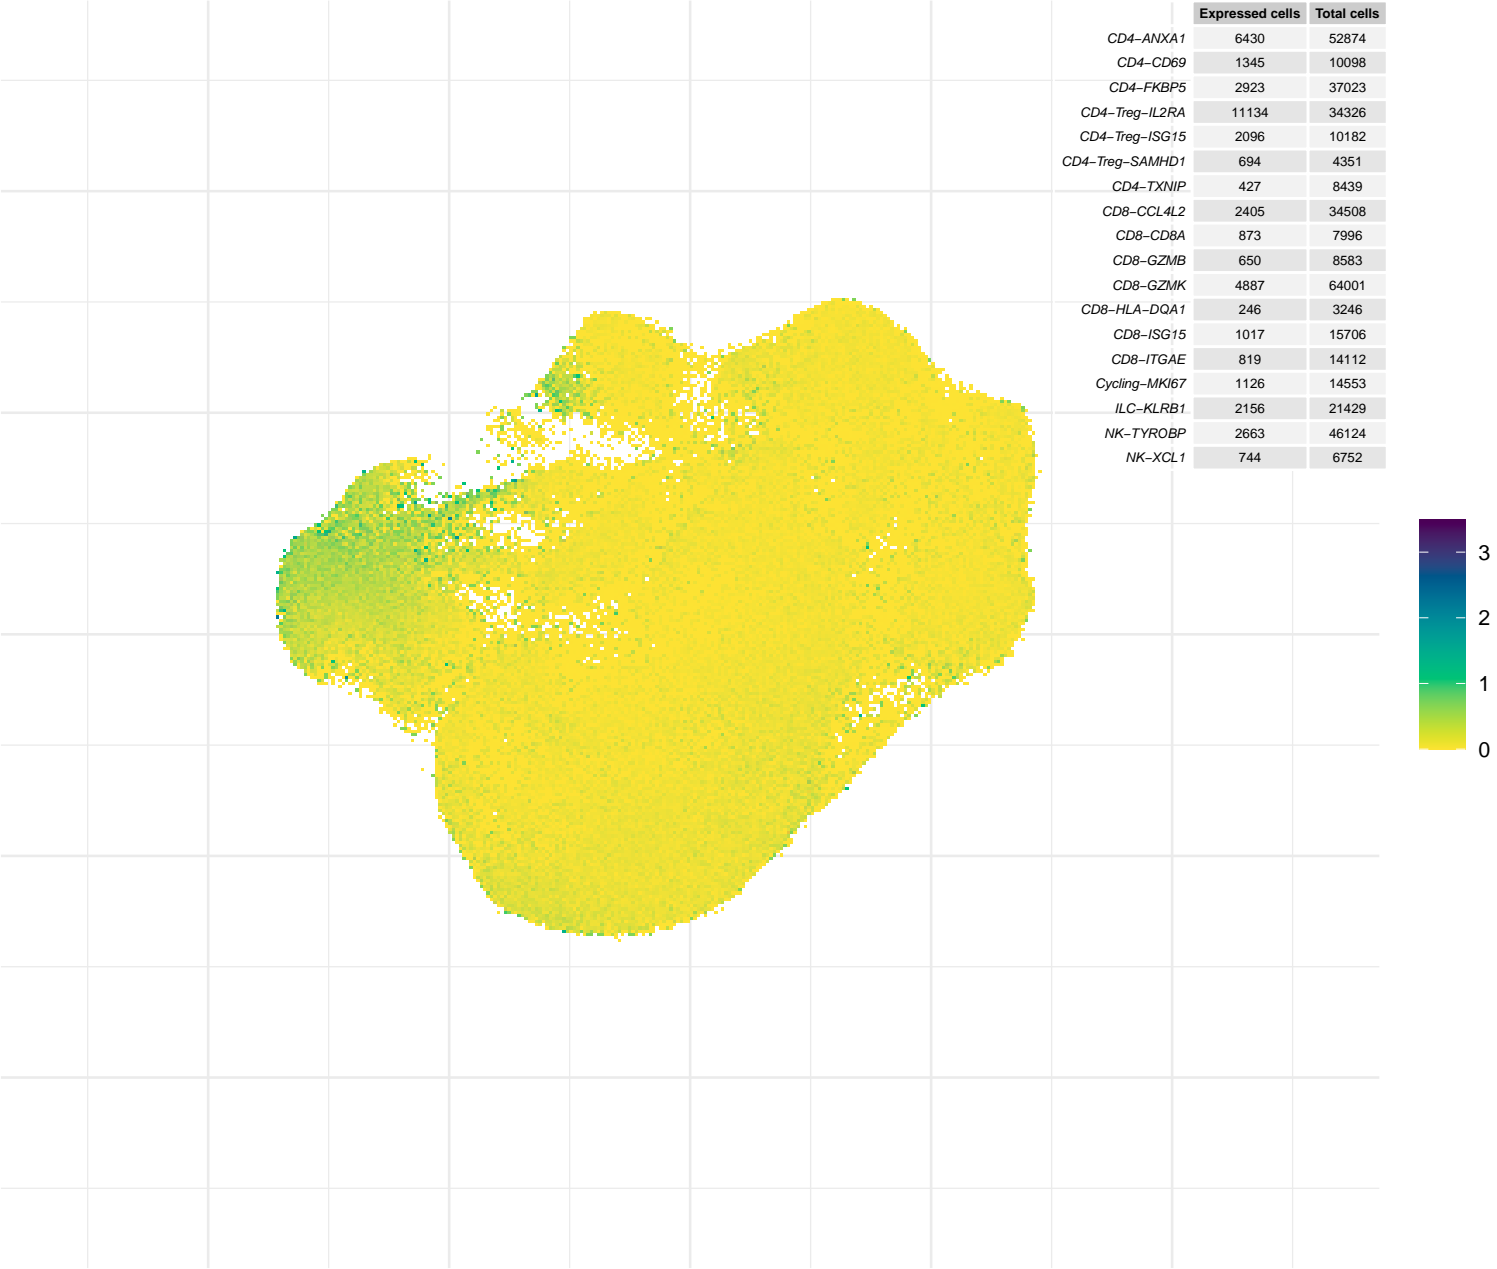 Expressed cells Total cells
CD4−ANXA1 6430 52874
CD4−CD69 1345 10098
CD4−FKBP5 2923 37023
CD4−Treg−IL2RA 11134 34326
CD4−Treg−ISG15 2096 10182
CD4−Treg−SAMHD1 694 4351
CD4−TXNIP 427 8439
CD8−CCL4L2 2405 34508
CD8−CD8A 873 7996
CD8−GZMB 650 8583
CD8−GZMK 4887 64001
CD8−HLA−DQA1 246 3246
CD8−ISG15 1017 15706
CD8−ITGAE 819 14112
Cycling−MKI67 1126 14553
ILC−KLRB1 2156 21429
NK−TYROBP 2663 46124
NK−XCL1 744 6752
3
2
1
0